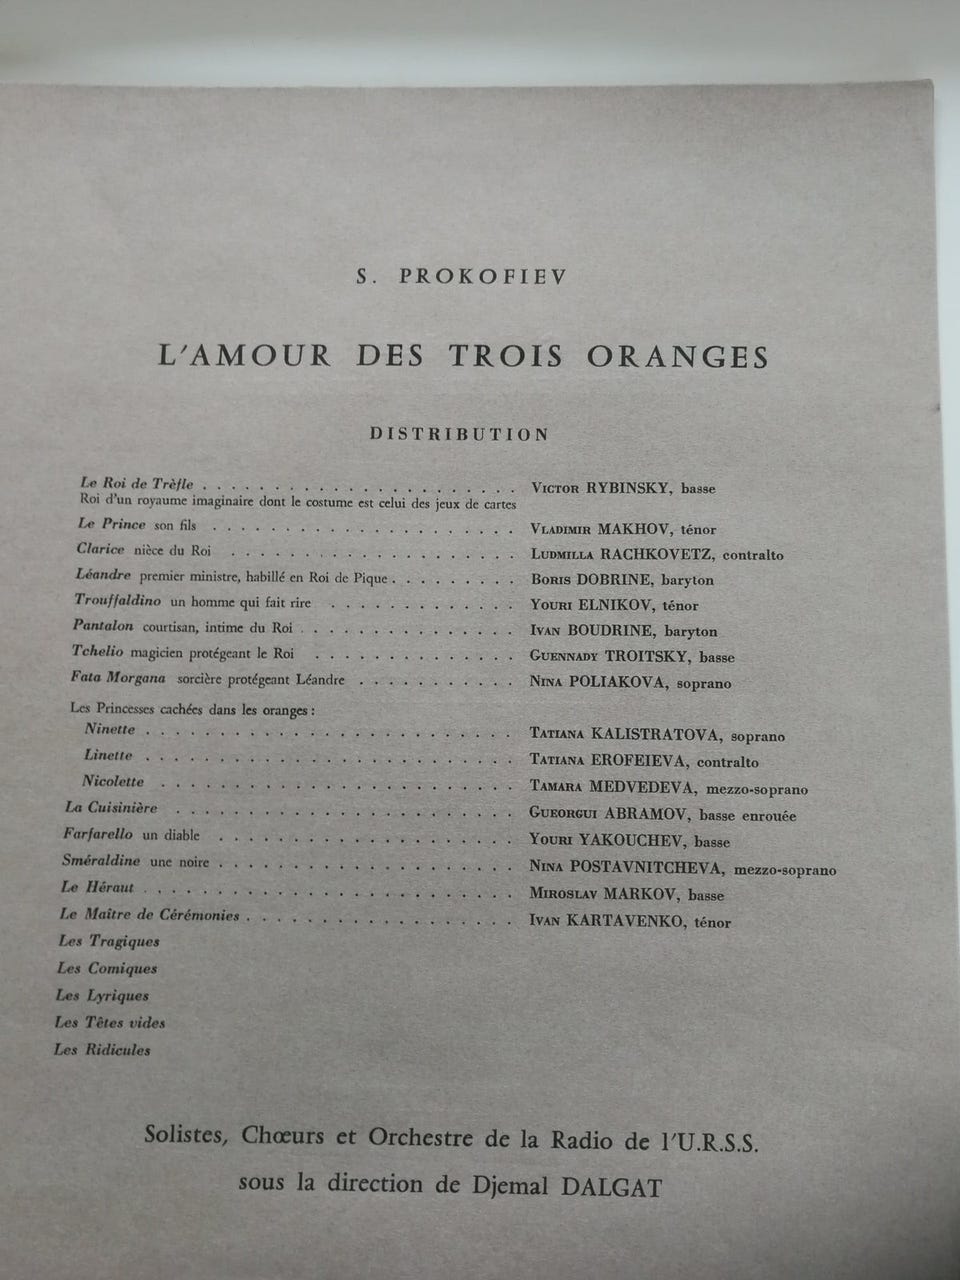 S. PROKOFIEV
L'AMOUR DES TROIS ORANGES
DISTRIBUTION
Le Roi de Trèfle . . . . . . . . . . . . . . . . . . . . . . Victor RYBINSKY, basse
Roi d'un royaume imaginaire dont le costume est celui des jeux de cartes
Le Prince son fils . . . . . . . . . . . . . . . . . . . . . Vladimir MAKHOV, ténor
Clarice nièce du Roi . . . . . . . . . . . . . . . . . . . . Ludmilla RACHKOVETZ, contralto
Léandre premier ministre, habillé en Roi de Pique . . . . . . . . . Boris DOBRINE, baryton
Trouffaldino un homme qui fait rire . . . . . . . . . . . . . Youri ELNIKOV, ténor
Pantalon courtisan, intime du Roi . . . . . . . . . . . . . . . Ivan BOUDRINE, baryton
Tchelio magicien protégeant le Roi . . . . . . . . . . . . . . Guennady TROITSKY, basse
Fata Morgana sorcière protégeant Léandre . . . . . . . . . . . Nina POLIAKOVA, soprano
Les Princesses cachées dans les oranges :
Ninette . . . . . . . . . . . . . . . . . . . . . . . . . Tatiana KALISTRATOVA, soprano
Linette . . . . . . . . . . . . . . . . . . . . . . . . . Tatiana EROFEIEVA, contralto
Nicolette . . . . . . . . . . . . . . . . . . . . . . . . Tamara MEDVEDEVA, mezzo-soprano
La Cuisinière . . . . . . . . . . . . . . . . . . . . . . . Gueorgui ABRAMOV, basse enrouée
Farfarello un diable . . . . . . . . . . . . . . . . . . . . Youri YAKOUCHEV, basse
Sméraldine une noire . . . . . . . . . . . . . . . . . . . . Nina POSTAVNITCHEVA, mezzo-soprano
Le Héraut . . . . . . . . . . . . . . . . . . . . . . . . . Miroslav MARKOV, basse
Le Maître de Cérémonies . . . . . . . . . . . . . . . . . . Ivan KARTAVENKO, ténor
Les Tragiques
Les Comiques
Les Lyriques
Les Têtes vides
Les Ridicules
Solistes, Chœurs et Orchestre de la Radio de l'U.R.S.S.
sous la direction de Djemal DALGAT